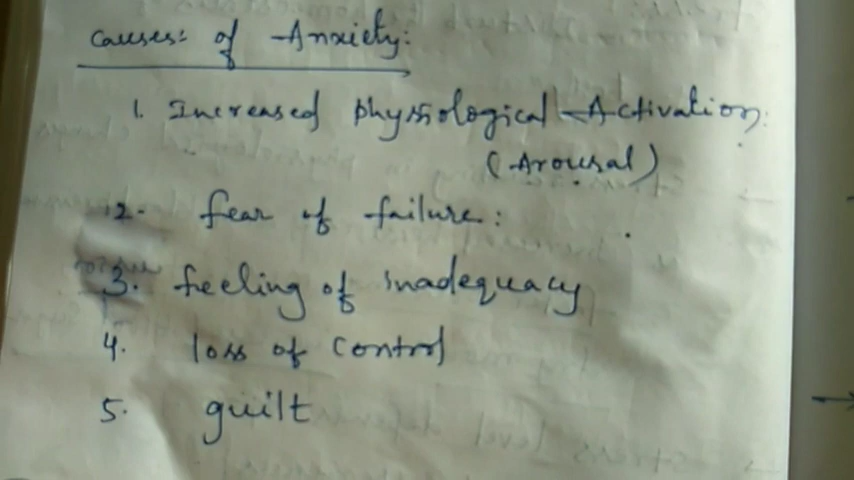 Causes: of Anxiety:
1. Increased physiological Activation:
(Arousal)
2. fear of failure:
3. feeling of inadequacy
4. loss of control
5. guilt